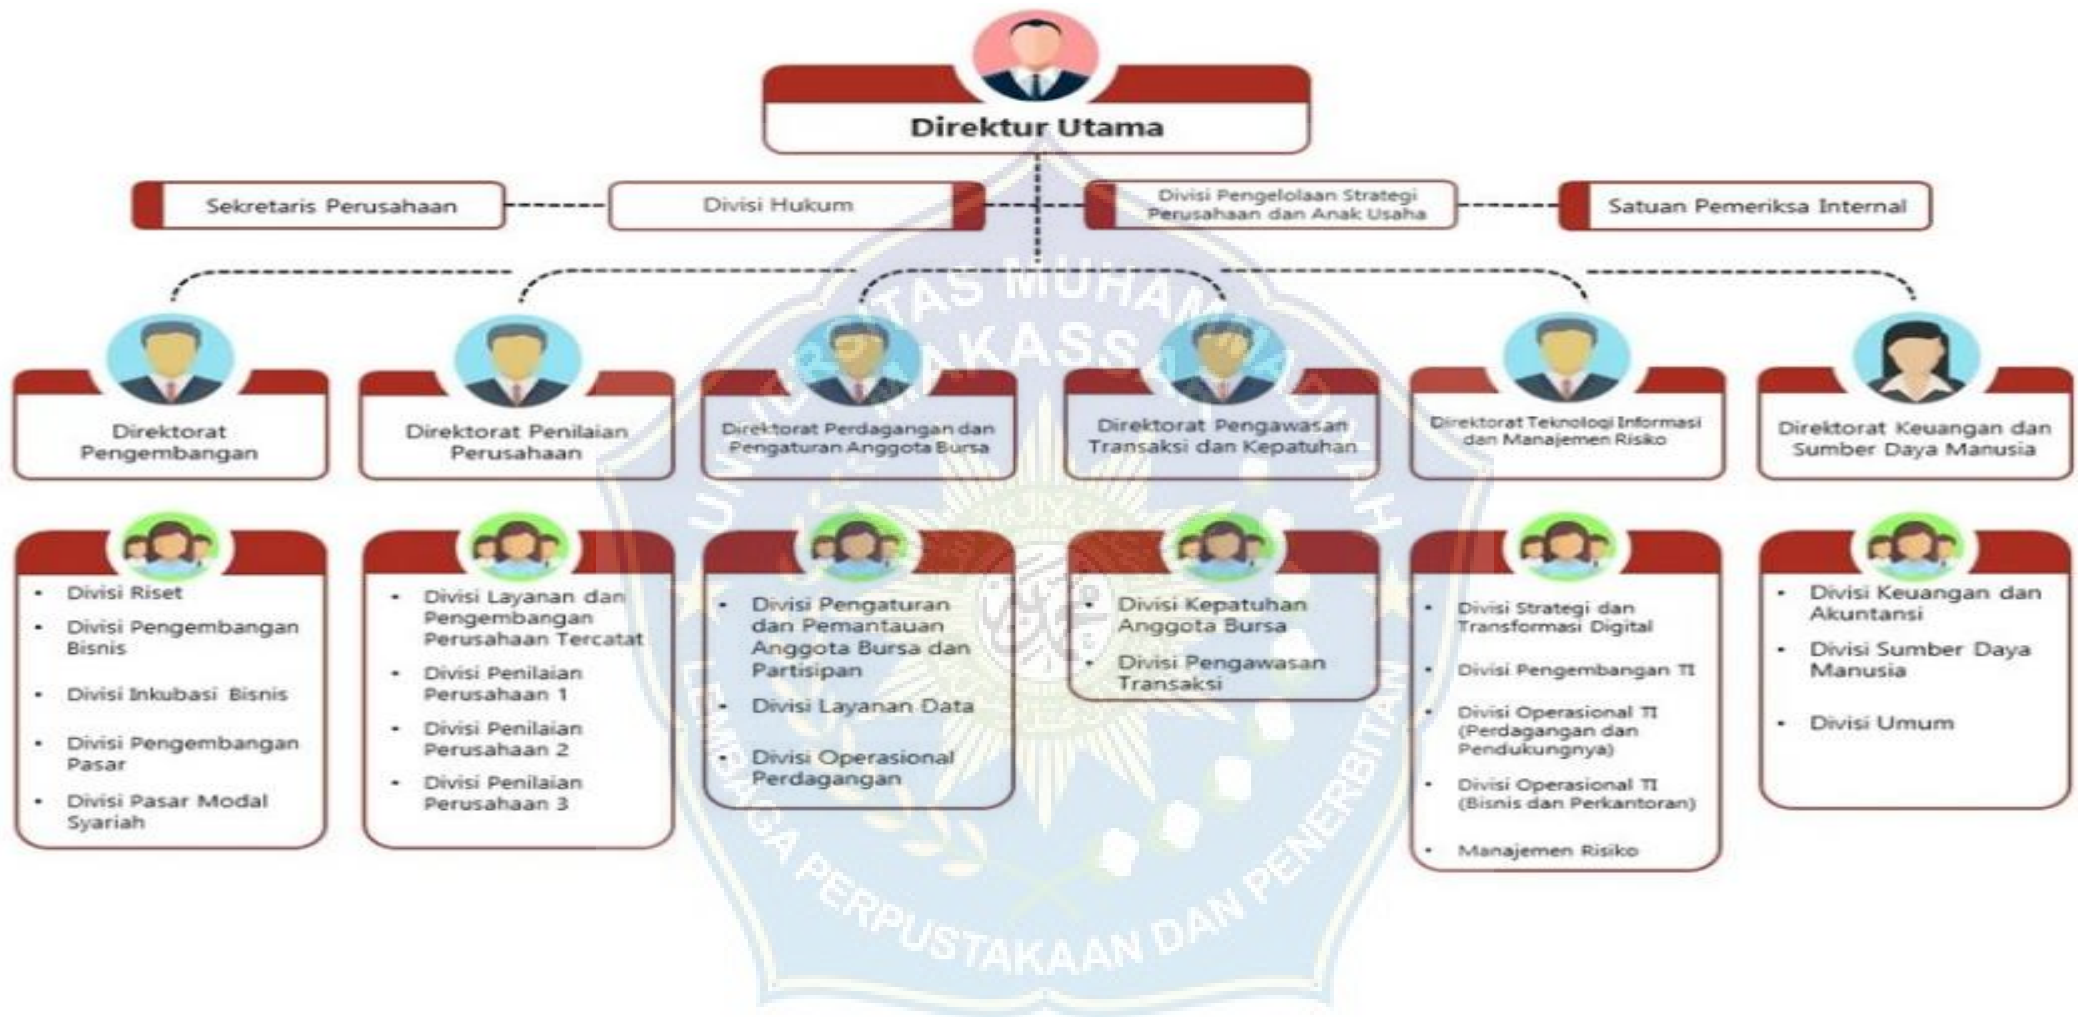 Direktur Utama
Sekretaris Perusahaan
Divisi Hukum
Divisi Pengelolaan Strategi
Perusahaan dan Anak Usaha
Satuan Pemeriksa Internal
Direktorat
Pengembangan
Direktorat Penilaian
Perusahaan
Direktorat Perdagangan dan
Pengaturan Anggota Bursa
Direktorat Pengawasan
Transaksi dan Kepatuhan
Direktorat Teknologi Informasi
dan Manajemen Risiko
Direktorat Keuangan dan
Sumber Daya Manusia
• Divisi Riset
• Divisi Pengembangan
Bisnis
• Divisi Inkubasi Bisnis
• Divisi Pengembangan
Pasar
• Divisi Pasar Modal
Syariah
• Divisi Layanan dan
Pengembangan
Perusahaan Tercatat
• Divisi Penilaian
Perusahaan 1
• Divisi Penilaian
Perusahaan 2
• Divisi Penilaian
Perusahaan 3
• Divisi Pengaturan
dan Pemantauan
Anggota Bursa dan
Partisipan
• Divisi Layanan Data
• Divisi Operasional
Perdagangan
• Divisi Kepatuhan
Anggota Bursa
• Divisi Pengawasan
Transaksi
• Divisi Strategi dan
Transformasi Digital
• Divisi Pengembangan TI
• Divisi Operasional TI
(Perdagangan dan
Pendukungnya)
• Divisi Operasional TI
(Bisnis dan Perkantoran)
• Manajemen Risiko
• Divisi Keuangan dan
Akuntansi
• Divisi Sumber Daya
Manusia
• Divisi Umum
UNIVERSITAS MUHAMMADIYAH
MAKASSAR
LEMBAGA PERPUSTAKAAN DAN PENERBITAN